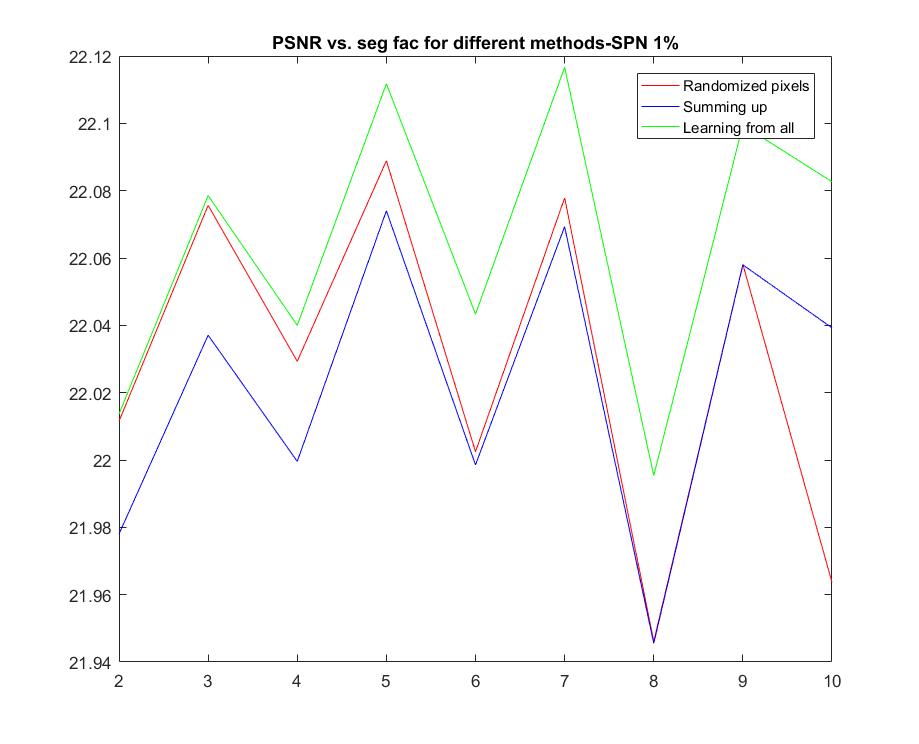 PSNR vs. seg fac for different methods-SPN 1%
22.12
22.1
22.08
22.06
22.04
22.02
22
21.98
21.96
21.94
Randomized pixels
Summing up
Learning from all
2 3 4 5 6 7 8 9 10